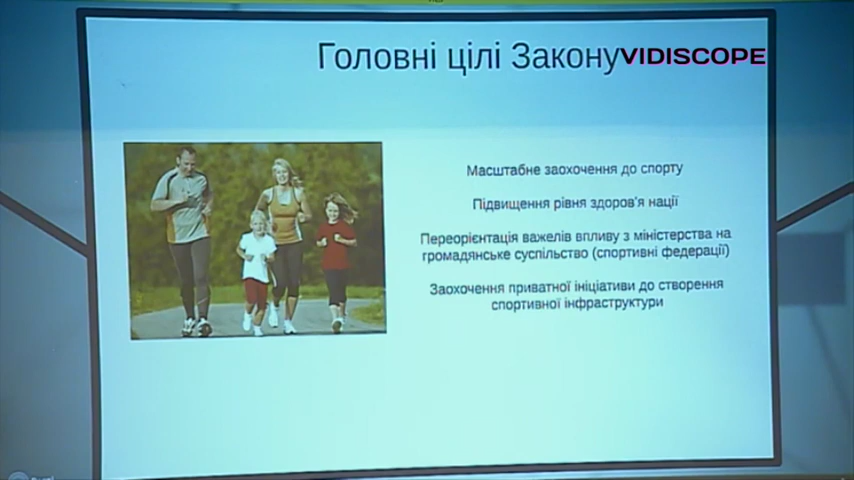 Головні цілі Закону
VIDISCOPE
Масштабне заохочення до спорту
Підвищення рівня здоров'я нації
Переорієнтація важелів впливу з міністерства на
громадянське суспільство (спортивні федерації)
Заохочення приватної ініціативи до створення
спортивної інфраструктури